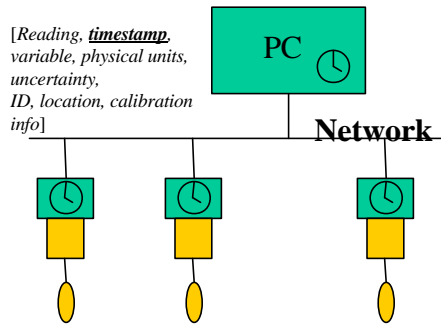 [Reading, timestamp,
variable, physical units,
uncertainty,
ID, location, calibration
info]
PC
Network